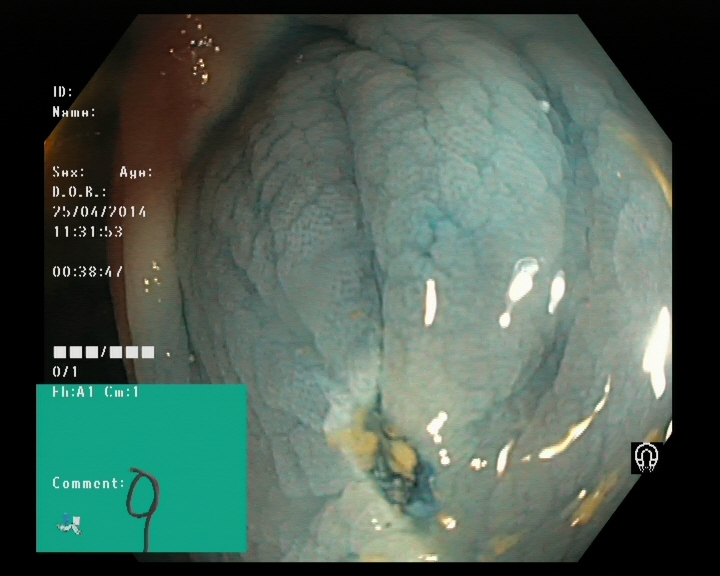 ID:
Name:
Sex: Age:
D.O.B.:
25/04/2014
11:31:53
00:38:47
■■■/■■■
0/1
Eh:A1 Cm:1
Comment: